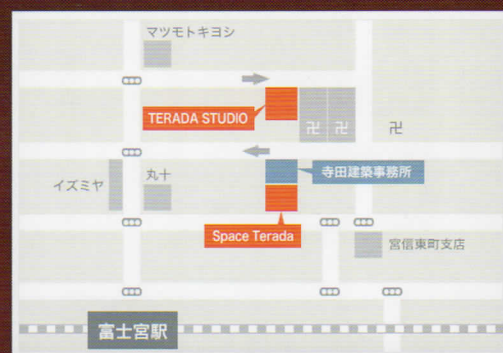 マツモトキヨシ
TERADA STUDIO
卍 卍 卍
寺田建築事務所
イズミヤ
丸十
Space Terada
宮信東町支店
富士宮駅